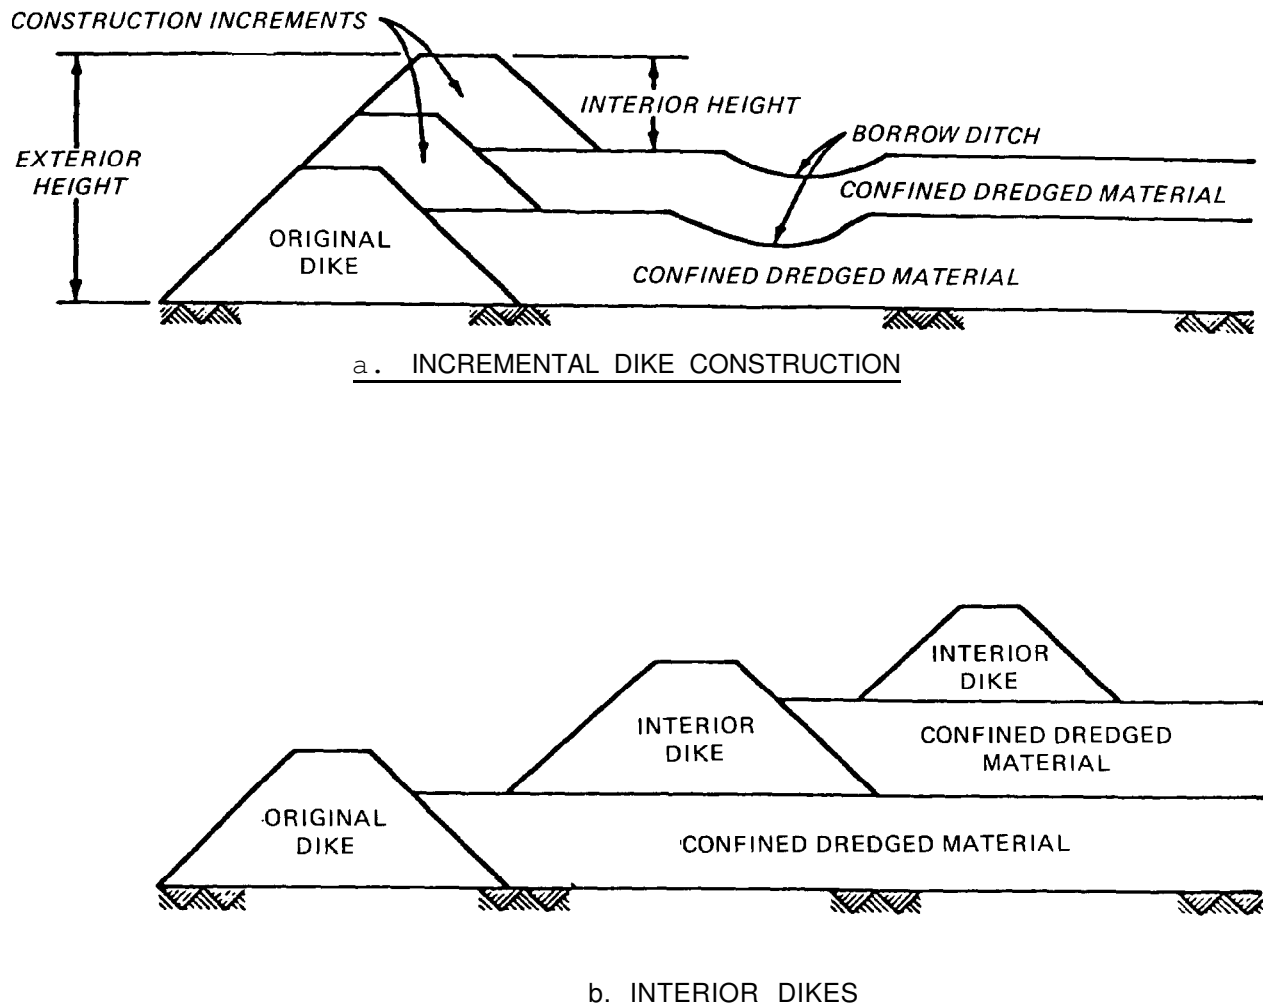 CONSTRUCTION INCREMENTS
INTERIOR HEIGHT
BORROW DITCH
EXTERIOR
HEIGHT
CONFINED DREDGED MATERIAL
ORIGINAL
DIKE
CONFINED DREDGED MATERIAL
a. INCREMENTAL DIKE CONSTRUCTION
INTERIOR
DIKE
INTERIOR
DIKE
CONFINED DREDGED
MATERIAL
ORIGINAL
DIKE
CONFINED DREDGED MATERIAL
b. INTERIOR DIKES